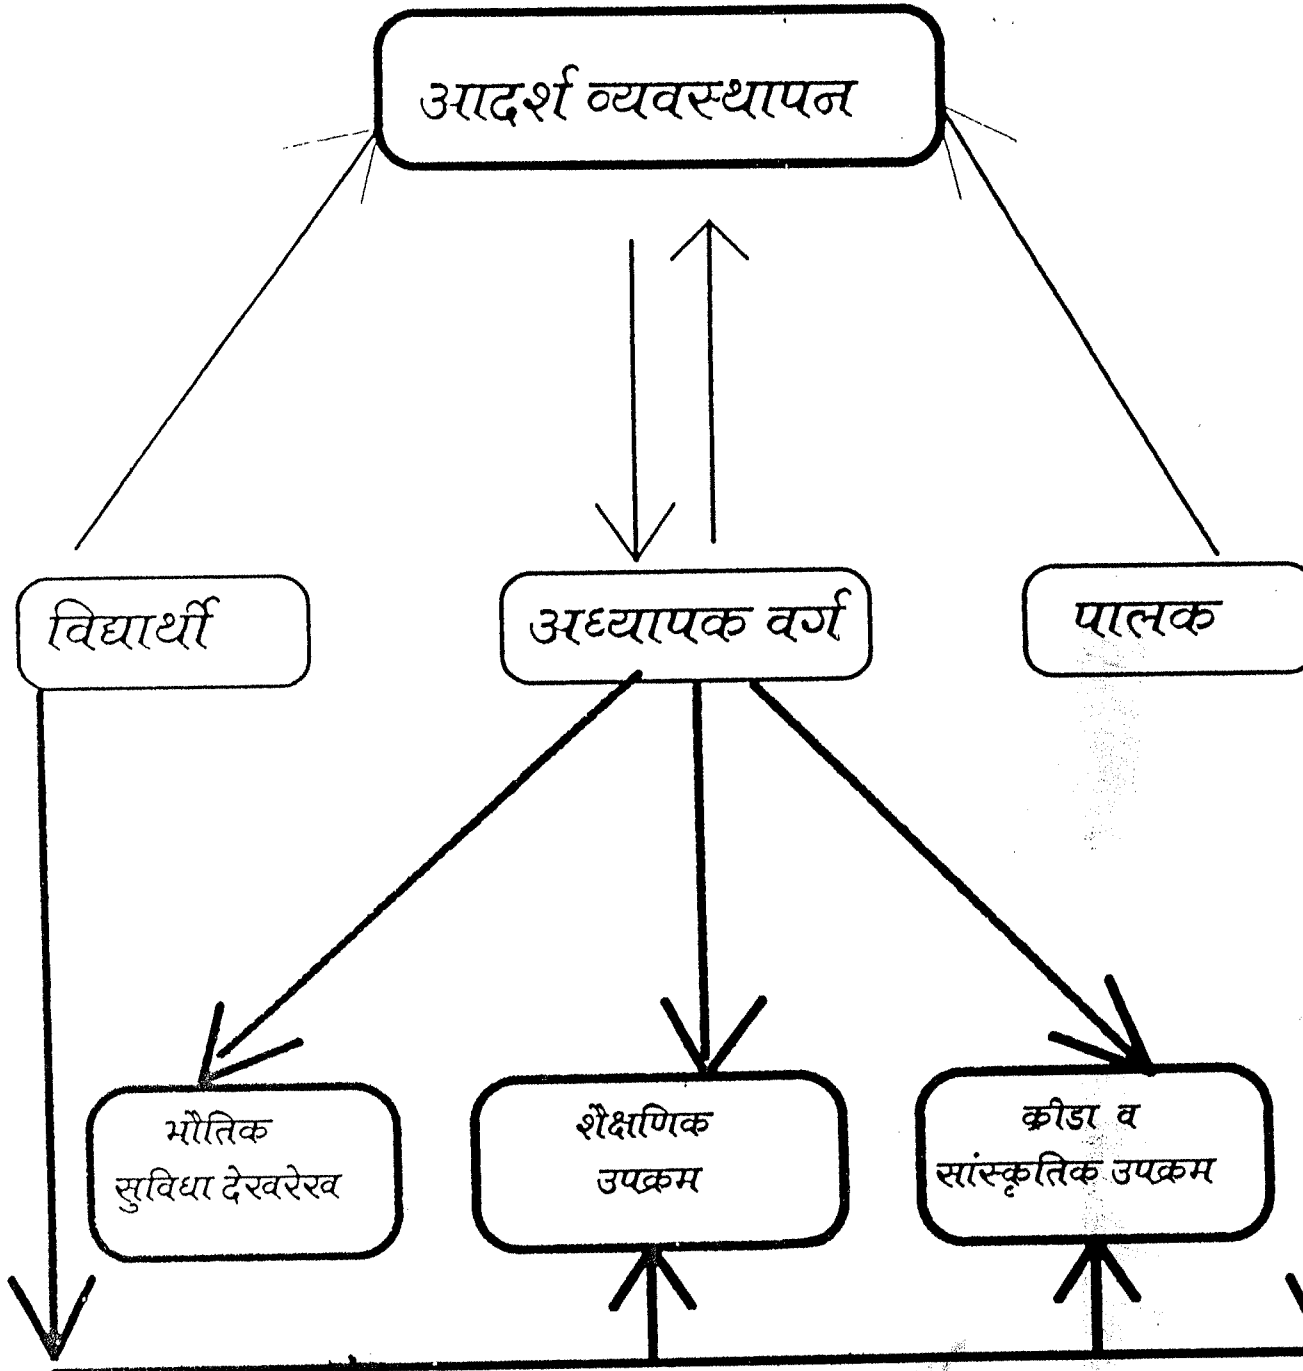 आदर्श व्यवस्थापन
विद्यार्थी
अध्यापक वर्ग
पालक
भौतिक
सुविधा देखरेख
शैक्षणिक
उपक्रम
क्रीडा व
सांस्कृतिक उपक्रम